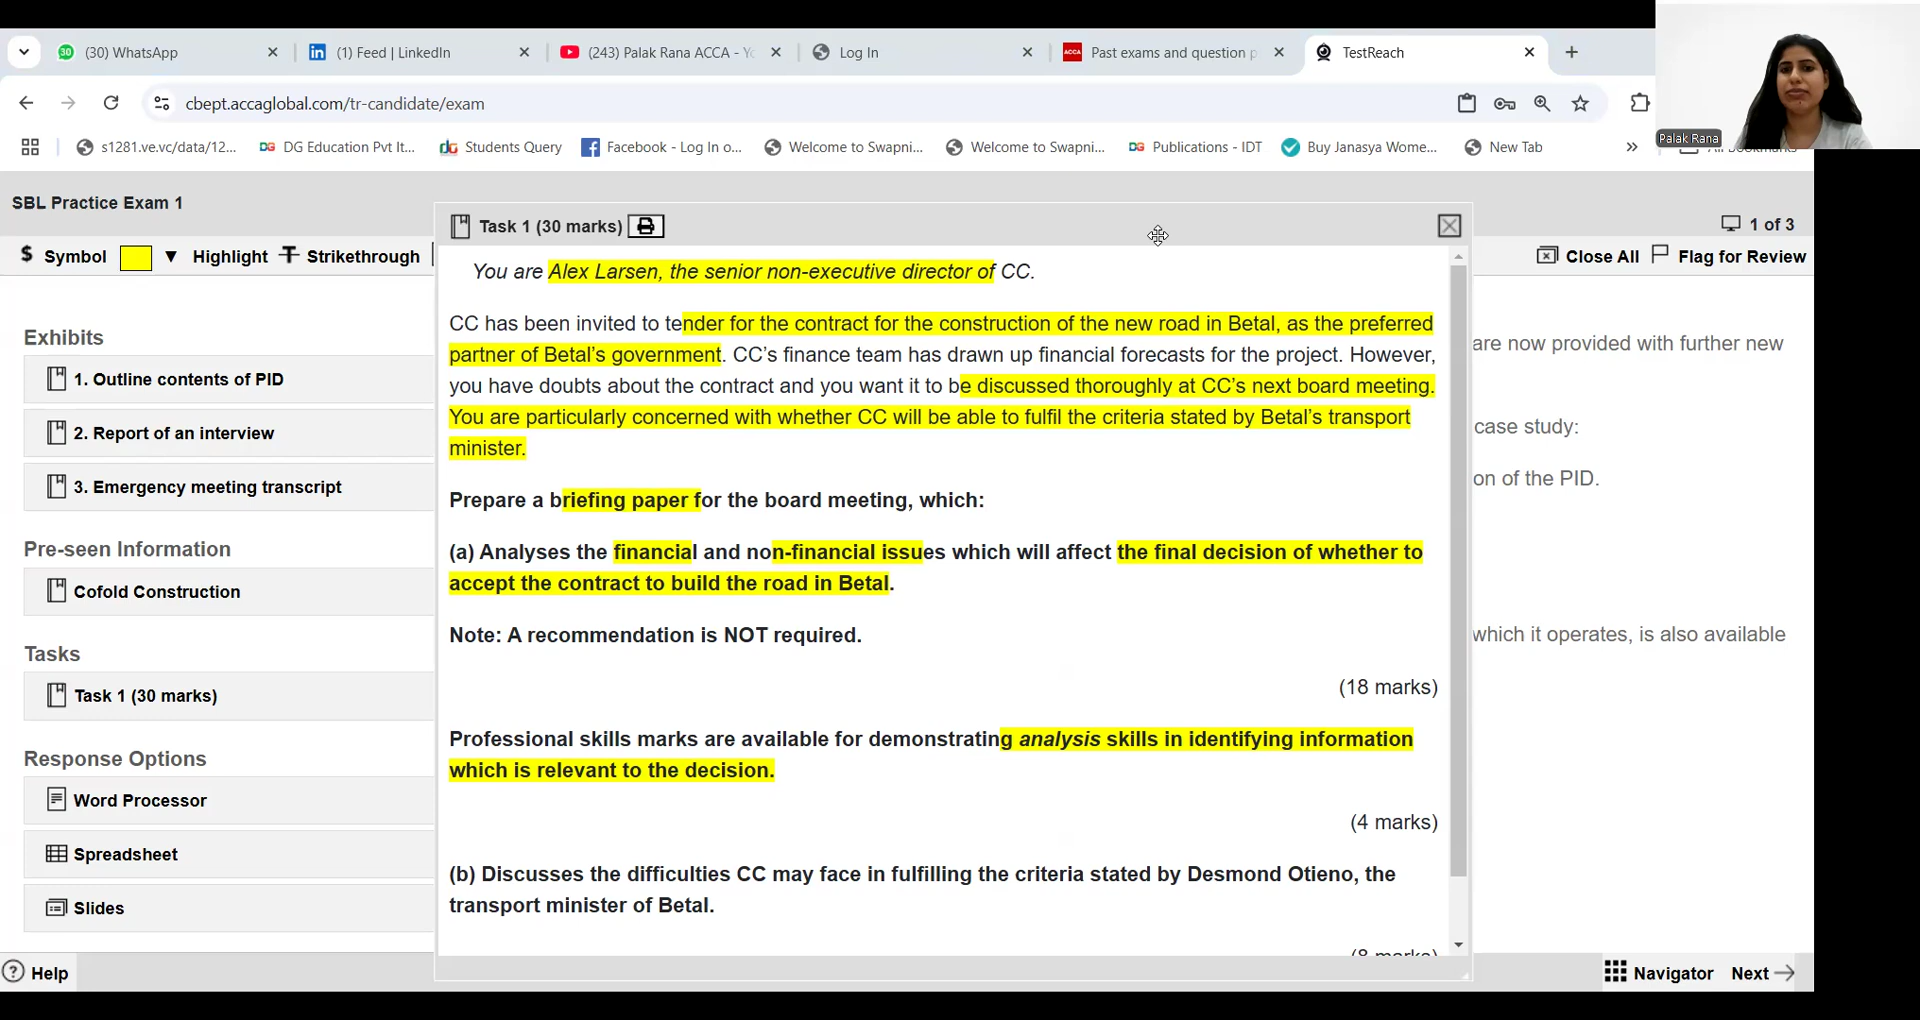 (30) WhatsApp
(1) Feed | LinkedIn
(243) Palak Rana ACCA - Yo
Log In
Past exams and question p
TestReach
cbept.accaglobal.com/tr-candidate/exam
Palak Rana
s1281.ve.vc/data/12...
DG Education Pvt It...
Students Query
Facebook - Log In o...
Welcome to Swapni...
Welcome to Swapni...
Publications - IDT
Buy Janasya Wome...
New Tab
»
SBL Practice Exam 1
Task 1 (30 marks)
1 of 3
$ Symbol
Highlight
Strikethrough
Close All
Flag for Review
You are Alex Larsen, the senior non-executive director of CC.
CC has been invited to tender for the contract for the construction of the new road in Betal, as the preferred
partner of Betal's government. CC's finance team has drawn up financial forecasts for the project. However,
you have doubts about the contract and you want it to be discussed thoroughly at CC's next board meeting.
You are particularly concerned with whether CC will be able to fulfil the criteria stated by Betal's transport
minister.
Prepare a briefing paper for the board meeting, which:
(a) Analyses the financial and non-financial issues which will affect the final decision of whether to
accept the contract to build the road in Betal.
Note: A recommendation is NOT required.
(18 marks)
Professional skills marks are available for demonstrating analysis skills in identifying information
which is relevant to the decision.
(4 marks)
(b) Discusses the difficulties CC may face in fulfilling the criteria stated by Desmond Otieno, the
transport minister of Betal.
(8 marks)
Exhibits
1. Outline contents of PID
2. Report of an interview
3. Emergency meeting transcript
Pre-seen Information
Cofold Construction
Tasks
Task 1 (30 marks)
Response Options
Word Processor
Spreadsheet
Slides
are now provided with further new
case study:
on of the PID.
which it operates, is also available
Help
Navigator
Next